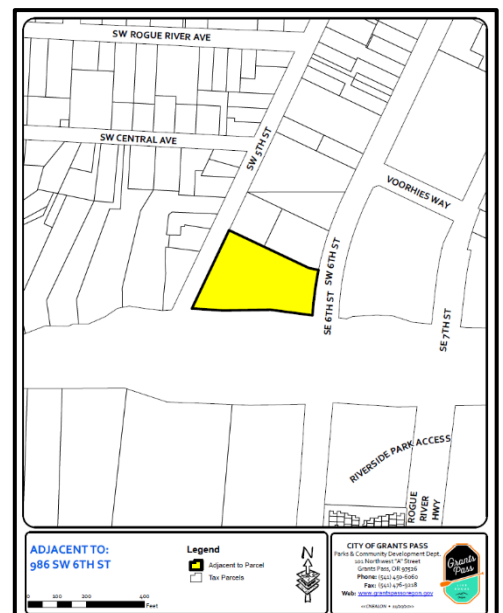 SW ROGUE RIVER AVE
SW CENTRAL AVE
SW 5TH ST
VOORHIES WAY
SW 6TH ST
SE 6TH ST
SE 7TH ST
RIVERSIDE PARK ACCESS
ROGUE
RIVER
HWY
ADJACENT TO:
986 SW 6TH ST
0 100 200 400
Feet
Legend
Adjacent to Parcel
Tax Parcels
N
CITY OF GRANTS PASS
Parks & Community Development Dept.
101 Northwest "A" Street
Grants Pass, OR 97526
Phone: (541) 450-6060
Fax: (541) 476-9218
Web: www.grantspassoregon.gov
Grants
Pass